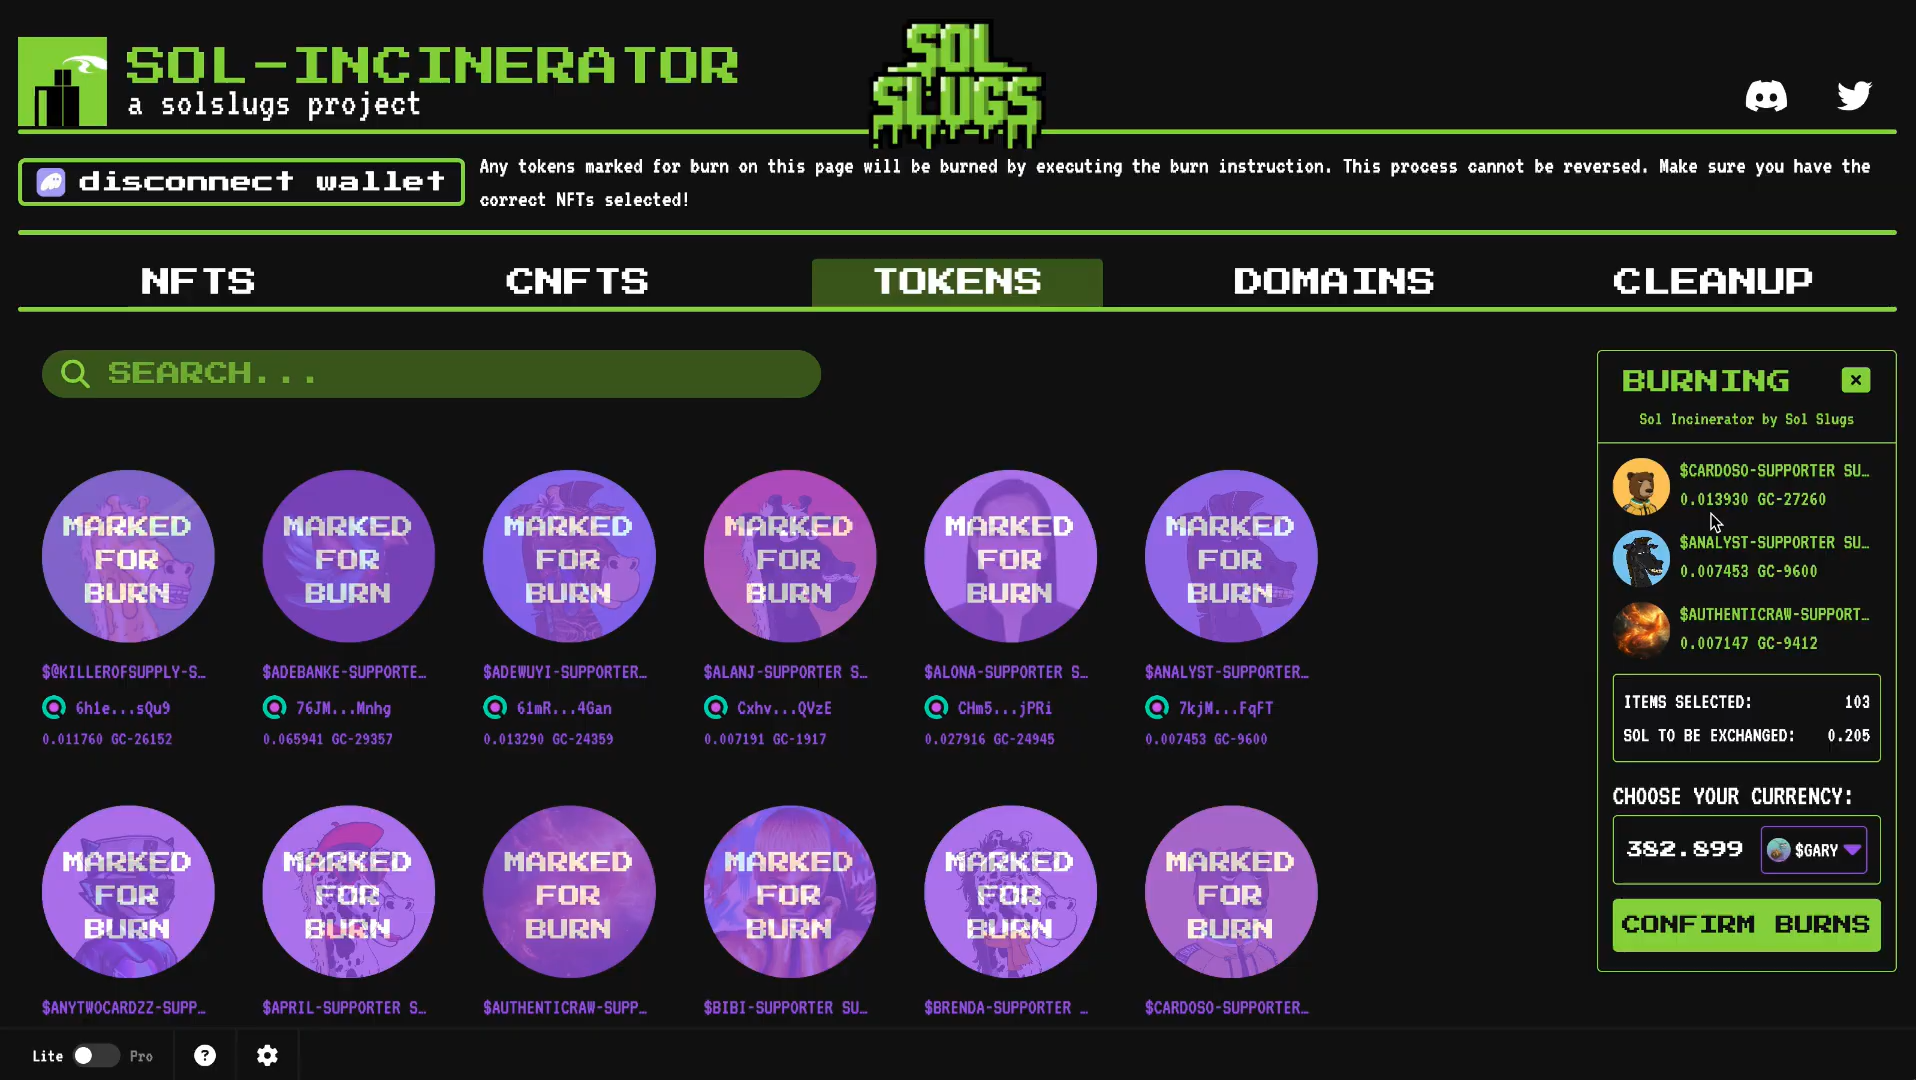 SOL-INCINERATOR
a solslugs project
SOL
SLUGS
disconnect wallet
Any tokens marked for burn on this page will be burned by executing the burn instruction. This process cannot be reversed. Make sure you have the
correct NFTs selected!
NFTS CNFTS TOKENS DOMAINS CLEANUP
SEARCH...
MARKED
FOR
BURN
$@KILLEROFSUPPLY-S…
6h1e...sQu9
0.011760 GC-26152
MARKED
FOR
BURN
$ADEBANKE-SUPPORTE…
76JM...Mnhg
0.065941 GC-29357
MARKED
FOR
BURN
$ADEWUYI-SUPPORTER…
61mR...4Gan
0.013290 GC-24359
MARKED
FOR
BURN
$ALANJ-SUPPORTER S…
Cxhv...QVzE
0.007191 GC-1917
MARKED
FOR
BURN
$ALONA-SUPPORTER S…
CHm5...jPRi
0.027916 GC-24945
MARKED
FOR
BURN
$ANALYST-SUPPORTER…
7kjM...FqFT
0.007453 GC-9600
MARKED
FOR
BURN
$ANYTWOCARDZZ-SUPP…
MARKED
FOR
BURN
$APRIL-SUPPORTER S…
MARKED
FOR
BURN
$AUTHENTICRAW-SUPP…
MARKED
FOR
BURN
$BIBI-SUPPORTER SU…
MARKED
FOR
BURN
$BRENDA-SUPPORTER …
MARKED
FOR
BURN
$CARDOSO-SUPPORTER…
BURNING
Sol Incinerator by Sol Slugs
$CARDOSO-SUPPORTER SU…
0.013930 GC-27260
$ANALYST-SUPPORTER SU…
0.007453 GC-9600
$AUTHENTICRAW-SUPPORT…
0.007147 GC-9412
ITEMS SELECTED: 103
SOL TO BE EXCHANGED: 0.205
CHOOSE YOUR CURRENCY:
382.899 $GARY
CONFIRM BURNS
Lite Pro